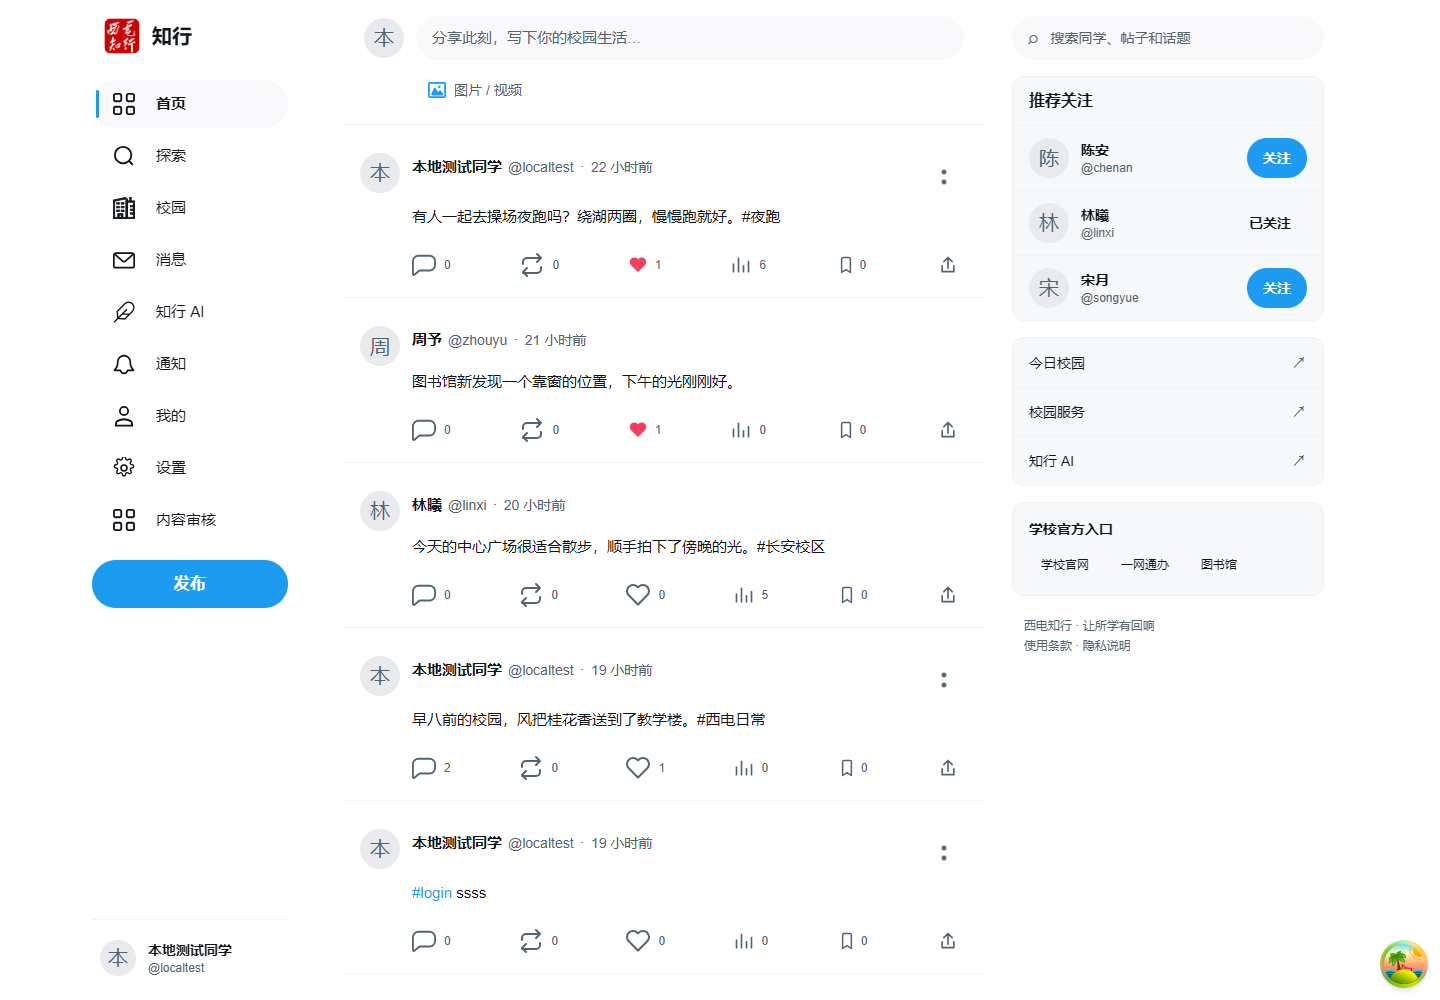 西电知行
知行
首页
探索
校园
消息
知行 AI
通知
我的
设置
内容审核
发布
本
本地测试同学
@localtest
本
分享此刻，写下你的校园生活...
图片 / 视频
本
本地测试同学 @localtest · 22 小时前
有人一起去操场夜跑吗？绕湖两圈，慢慢跑就好。#夜跑
0 0 1 6 0
周
周予 @zhouyu · 21 小时前
图书馆新发现一个靠窗的位置，下午的光刚刚好。
0 0 1 0 0
林
林曦 @linxi · 20 小时前
今天的中心广场很适合散步，顺手拍下了傍晚的光。#长安校区
0 0 0 5 0
本
本地测试同学 @localtest · 19 小时前
早八前的校园，风把桂花香送到了教学楼。#西电日常
2 0 1 0 0
本
本地测试同学 @localtest · 19 小时前
#login ssss
0 0 0 0 0
搜索同学、帖子和话题
推荐关注
陈
陈安
@chenan
关注
林
林曦
@linxi
已关注
宋
宋月
@songyue
关注
今日校园
校园服务
知行 AI
学校官方入口
学校官网 一网通办 图书馆
西电知行 · 让所学有回响
使用条款 · 隐私说明